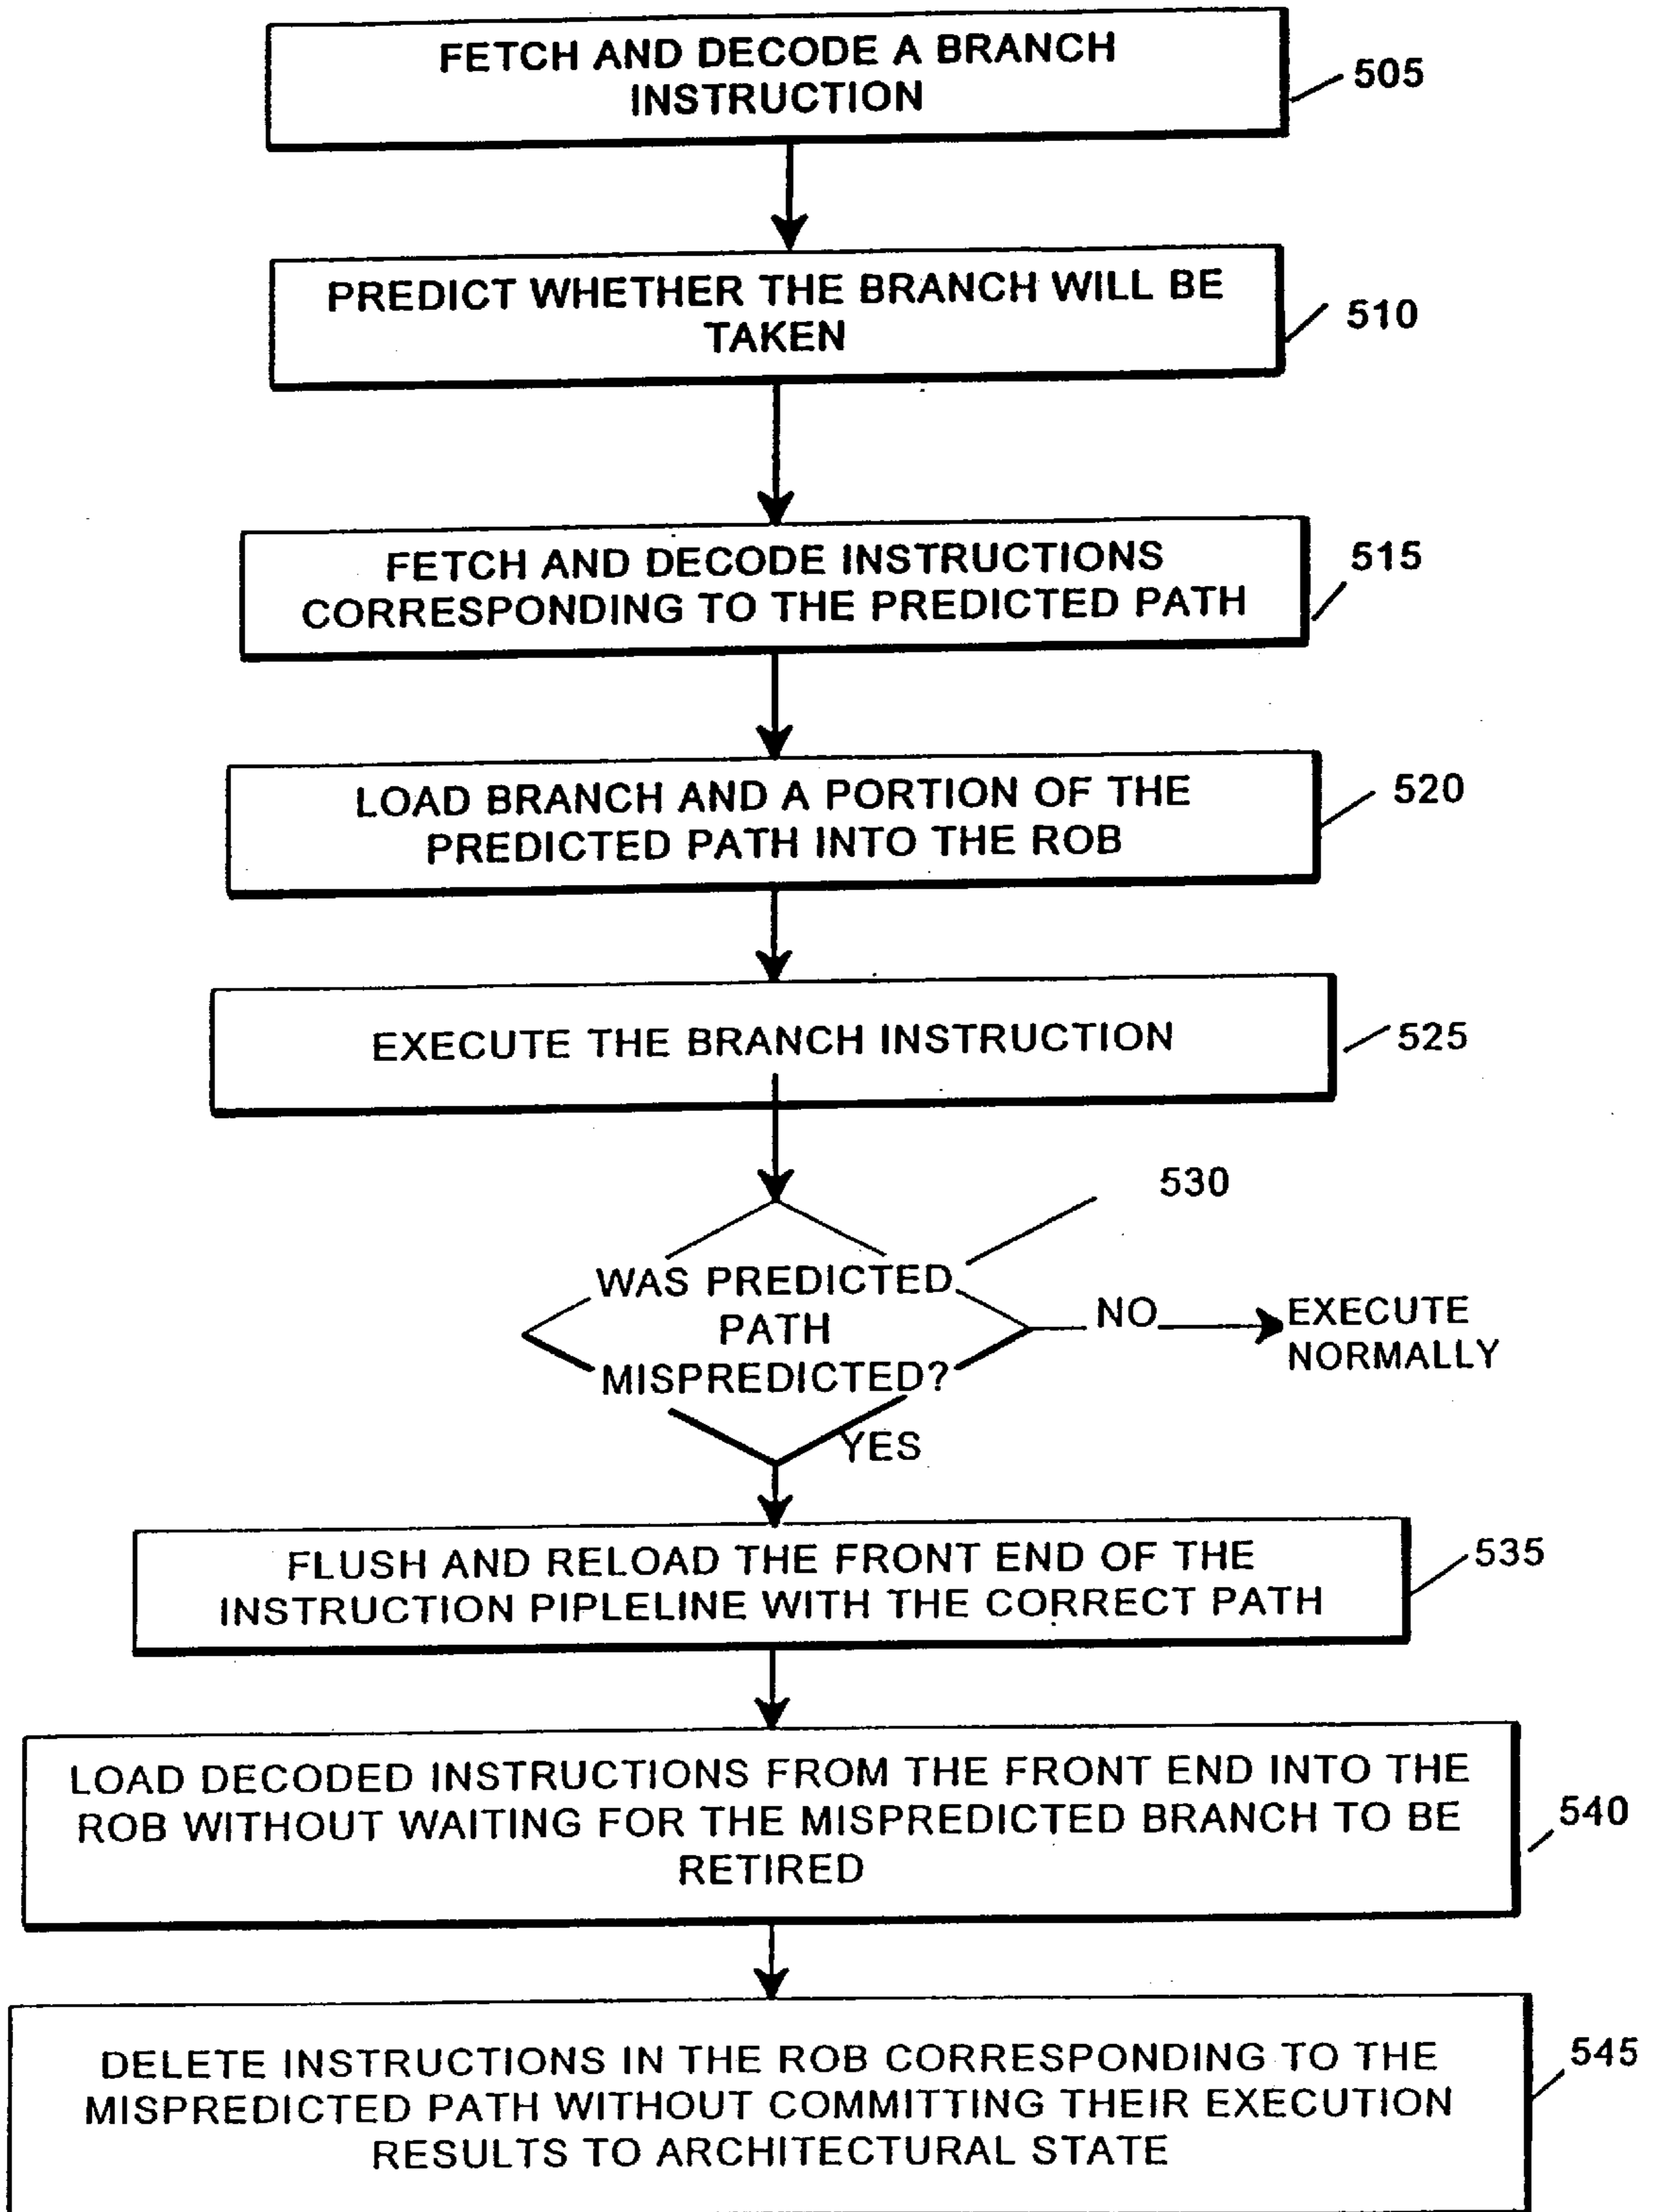 FETCH AND DECODE A BRANCH
INSTRUCTION
505
PREDICT WHETHER THE BRANCH WILL BE
TAKEN
510
FETCH AND DECODE INSTRUCTIONS
CORRESPONDING TO THE PREDICTED PATH
515
LOAD BRANCH AND A PORTION OF THE
PREDICTED PATH INTO THE ROB
520
EXECUTE THE BRANCH INSTRUCTION
525
530
WAS PREDICTED
PATH
MISPREDICTED?
NO
EXECUTE
NORMALLY
YES
FLUSH AND RELOAD THE FRONT END OF THE
INSTRUCTION PIPLELINE WITH THE CORRECT PATH
535
LOAD DECODED INSTRUCTIONS FROM THE FRONT END INTO THE
ROB WITHOUT WAITING FOR THE MISPREDICTED BRANCH TO BE
RETIRED
540
DELETE INSTRUCTIONS IN THE ROB CORRESPONDING TO THE
MISPREDICTED PATH WITHOUT COMMITTING THEIR EXECUTION
RESULTS TO ARCHITECTURAL STATE
545